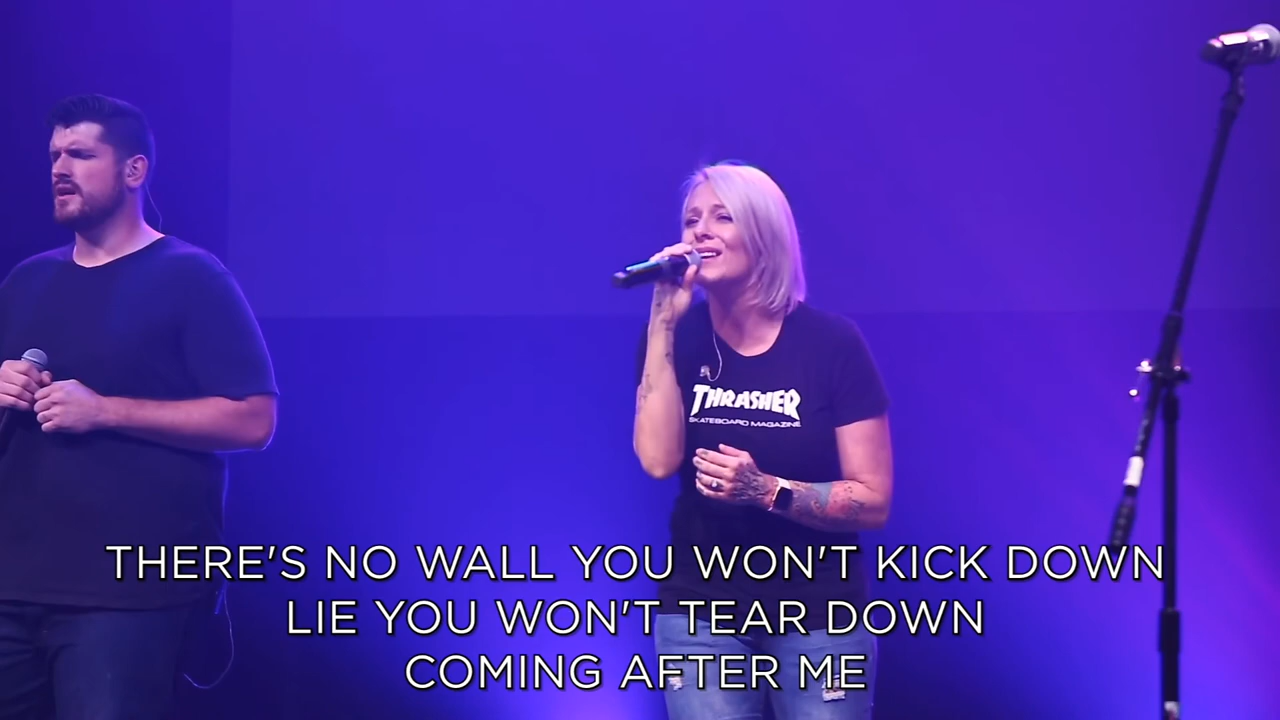 THRASHER
SKATEBOARD MAGAZINE
THERE'S NO WALL YOU WON'T KICK DOWN
LIE YOU WON'T TEAR DOWN
COMING AFTER ME